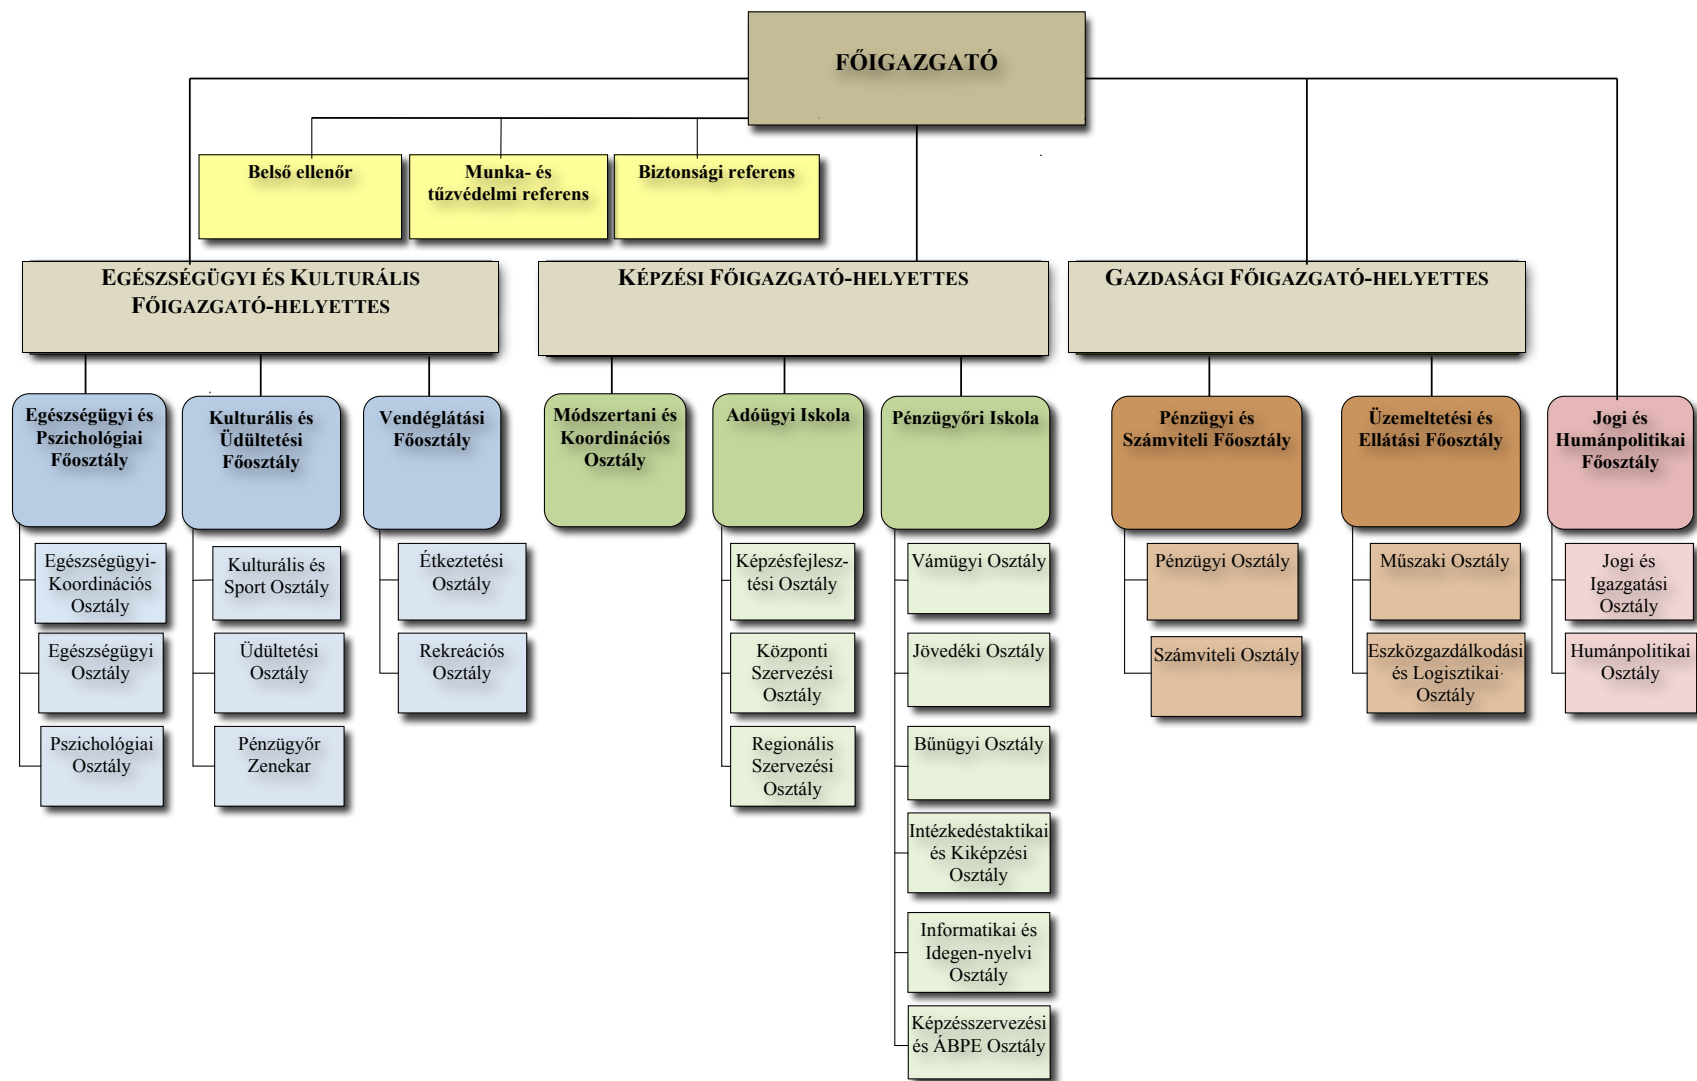 FŐIGAZGATÓ
Belső ellenőr
Munka- és
tűzvédelmi referens
Biztonsági referens
EGÉSZSÉGÜGYI ÉS KULTURÁLIS
FŐIGAZGATÓ-HELYETTES
KÉPZÉSI FŐIGAZGATÓ-HELYETTES
GAZDASÁGI FŐIGAZGATÓ-HELYETTES
Egészségügyi és
Pszichológiai
Főosztály
Kulturális és
Üdültetési
Főosztály
Vendéglátási
Főosztály
Módszertani és
Koordinációs
Osztály
Adóügyi Iskola
Pénzügyőri Iskola
Pénzügyi és
Számviteli Főosztály
Üzemeltetési és
Ellátási Főosztály
Jogi és
Humánpolitikai
Főosztály
Egészségügyi-
Koordinációs
Osztály
Egészségügyi
Osztály
Pszichológiai
Osztály
Kulturális és
Sport Osztály
Üdültetési
Osztály
Pénzügyőr
Zenekar
Étkeztetési
Osztály
Rekreációs
Osztály
Képzésfejlesz-
tési Osztály
Központi
Szervezési
Osztály
Regionális
Szervezési
Osztály
Vámügyi Osztály
Jövedéki Osztály
Bűnügyi Osztály
Intézkedéstaktikai
és Kiképzési
Osztály
Informatikai és
Idegen-nyelvi
Osztály
Képzésszervezési
és ÁBPE Osztály
Pénzügyi Osztály
Számviteli Osztály
Műszaki Osztály
Eszközgazdálkodási
és Logisztikai
Osztály
Jogi és
Igazgatási
Osztály
Humánpolitikai
Osztály